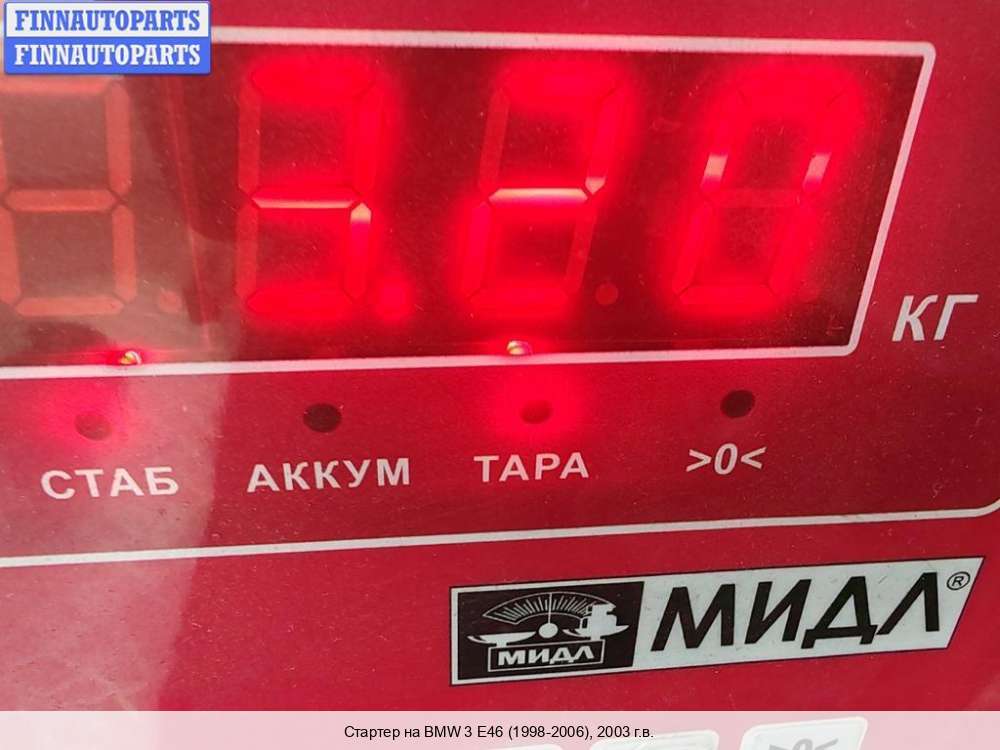 FINNAUTOPARTS
FINNAUTOPARTS
3.20
КГ
СТАБ
АККУМ
ТАРА
>0<
МИДЛ
МИДЛ®
>0<
Стартер на BMW 3 E46 (1998-2006), 2003 г.в.